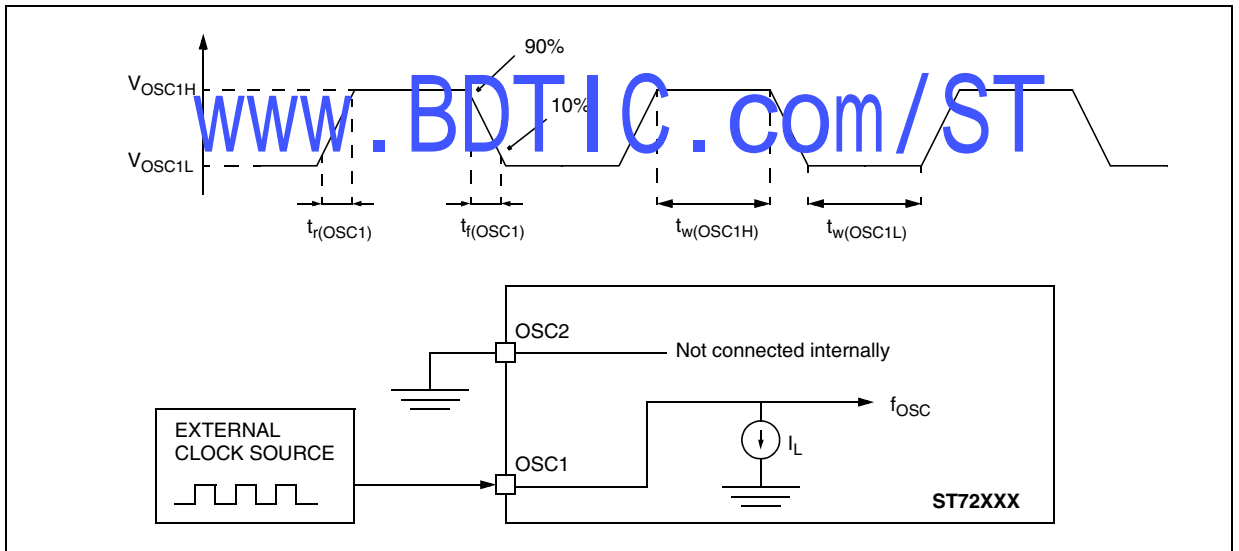 90%
VOSC1H
10%
www.BDTIC.com/ST
VOSC1L
tr(OSC1)
tf(OSC1)
tw(OSC1H)
tw(OSC1L)
OSC2
Not connected internally
fOSC
EXTERNAL
CLOCK SOURCE
IL
OSC1
ST72XXX